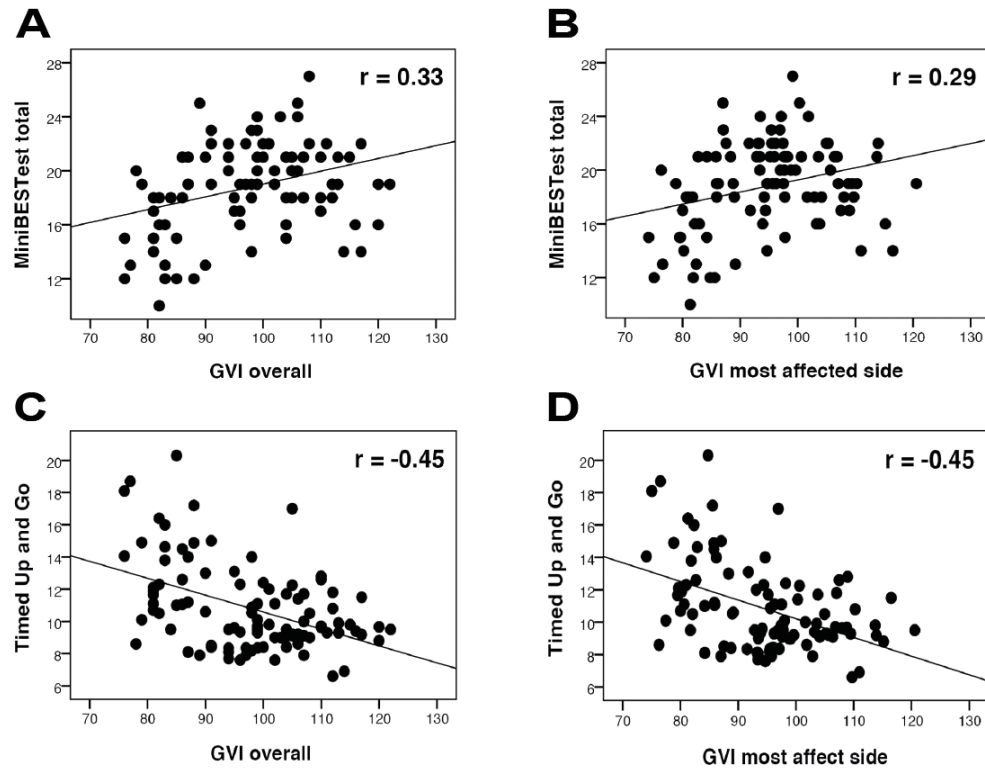 A
MiniBESTest total
28
24
20
16
12
r = 0.33
70 80 90 100 110 120 130
GVI overall
B
MiniBESTest total
28
24
20
16
12
r = 0.29
70 80 90 100 110 120 130
GVI most affected side
C
Timed Up and Go
20
18
16
14
12
10
8
6
r = -0.45
70 80 90 100 110 120 130
GVI overall
D
Timed Up and Go
20
18
16
14
12
10
8
6
r = -0.45
70 80 90 100 110 120 130
GVI most affect side